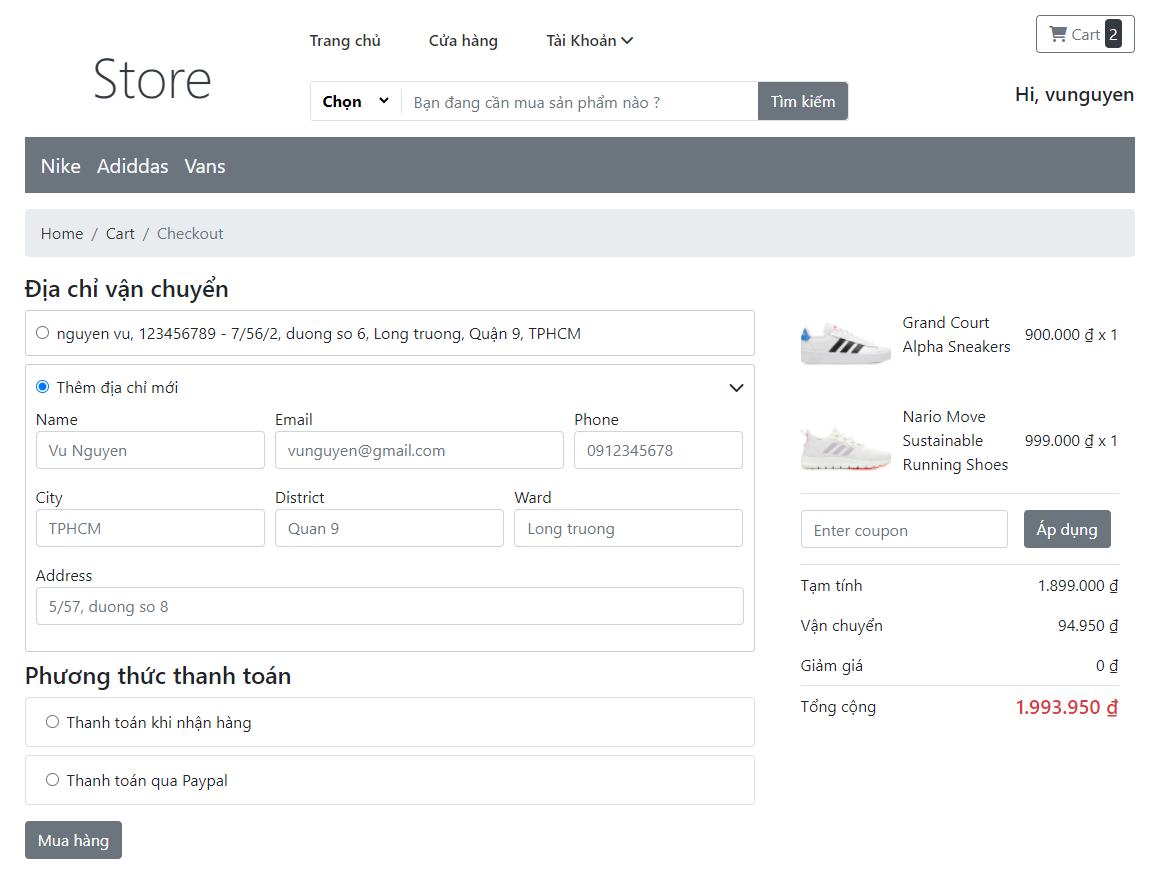 Store
Trang chủ Cửa hàng Tài Khoản
Cart 2
Chọn Bạn đang cần mua sản phẩm nào ? Tìm kiếm
Hi, vunguyen
Nike Adiddas Vans
Home / Cart / Checkout
Địa chỉ vận chuyển
nguyen vu, 123456789 - 7/56/2, duong so 6, Long truong, Quận 9, TPHCM
Thêm địa chỉ mới
Name Email Phone
Vu Nguyen vunguyen@gmail.com 0912345678
City District Ward
TPHCM Quan 9 Long truong
Address
5/57, duong so 8
Phương thức thanh toán
Thanh toán khi nhận hàng
Thanh toán qua Paypal
Mua hàng
Grand Court
Alpha Sneakers
900.000 ₫ x 1
Nario Move
Sustainable
Running Shoes
999.000 ₫ x 1
Enter coupon Áp dụng
Tạm tính 1.899.000 ₫
Vận chuyển 94.950 ₫
Giảm giá 0 ₫
Tổng cộng 1.993.950 ₫